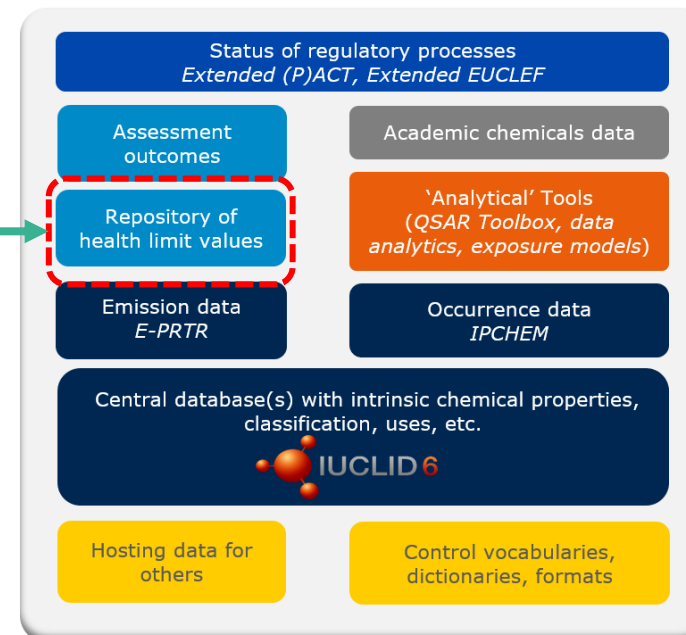 Status of regulatory processes
Extended (P)ACT, Extended EUCLEF
Assessment
outcomes
Academic chemicals data
Repository of
health limit values
‘Analytical’ Tools
(QSAR Toolbox, data
analytics, exposure models)
Emission data
E-PRTR
Occurrence data
IPCHEM
Central database(s) with intrinsic chemical properties,
classification, uses, etc.
IUCLID 6
Hosting data for
others
Control vocabularies,
dictionaries, formats